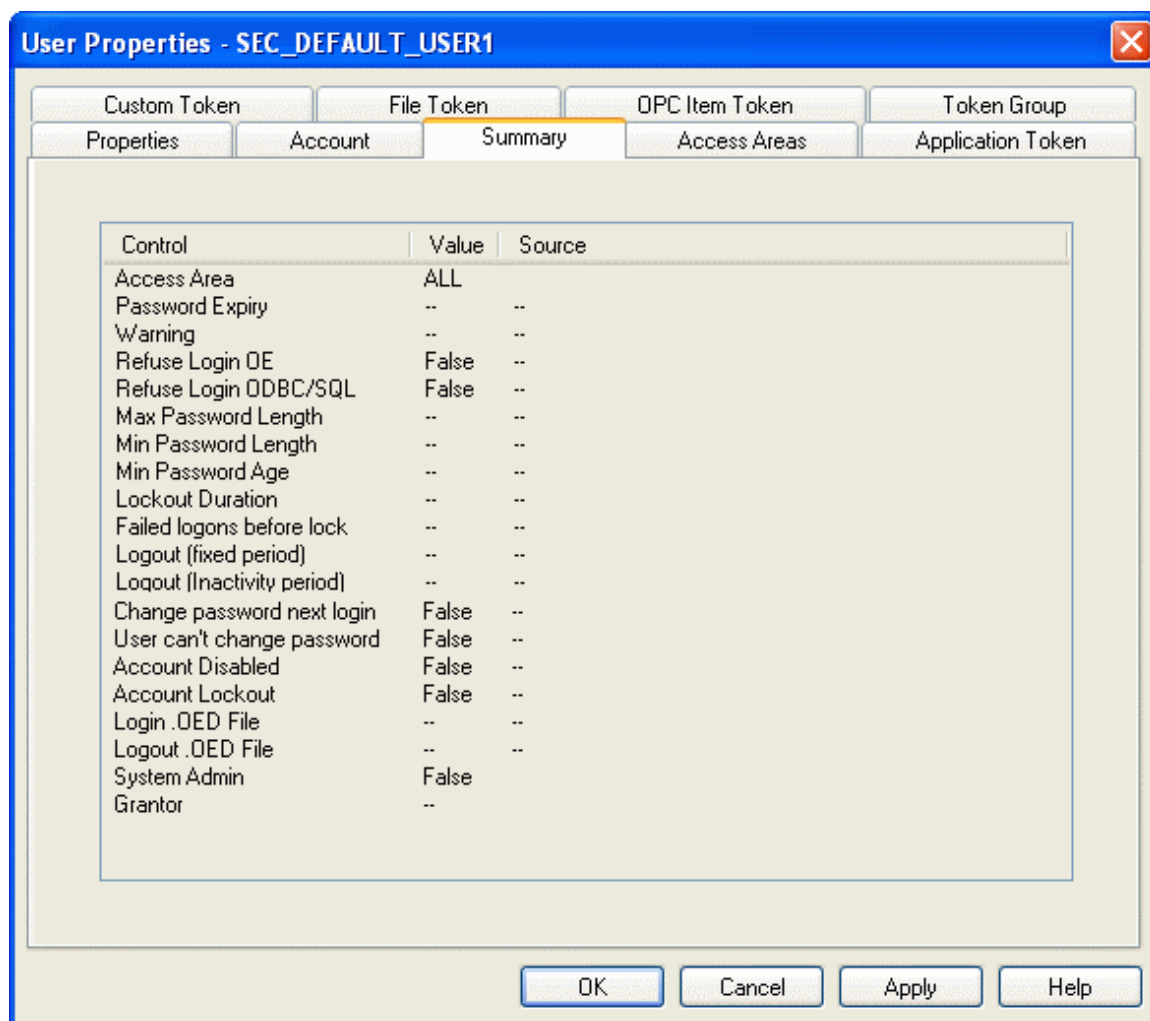 User Properties - SEC_DEFAULT_USER1
Custom Token File Token OPC Item Token Token Group
Properties Account Summary Access Areas Application Token
Control Value Source
Access Area ALL
Password Expiry -- --
Warning -- --
Refuse Login OE False --
Refuse Login ODBC/SQL False --
Max Password Length -- --
Min Password Length -- --
Min Password Age -- --
Lockout Duration -- --
Failed logons before lock -- --
Logout (fixed period) -- --
Logout (Inactivity period) -- --
Change password next login False --
User can't change password False --
Account Disabled False --
Account Lockout False --
Login .OED File -- --
Logout .OED File -- --
System Admin False
Grantor --
OK Cancel Apply Help